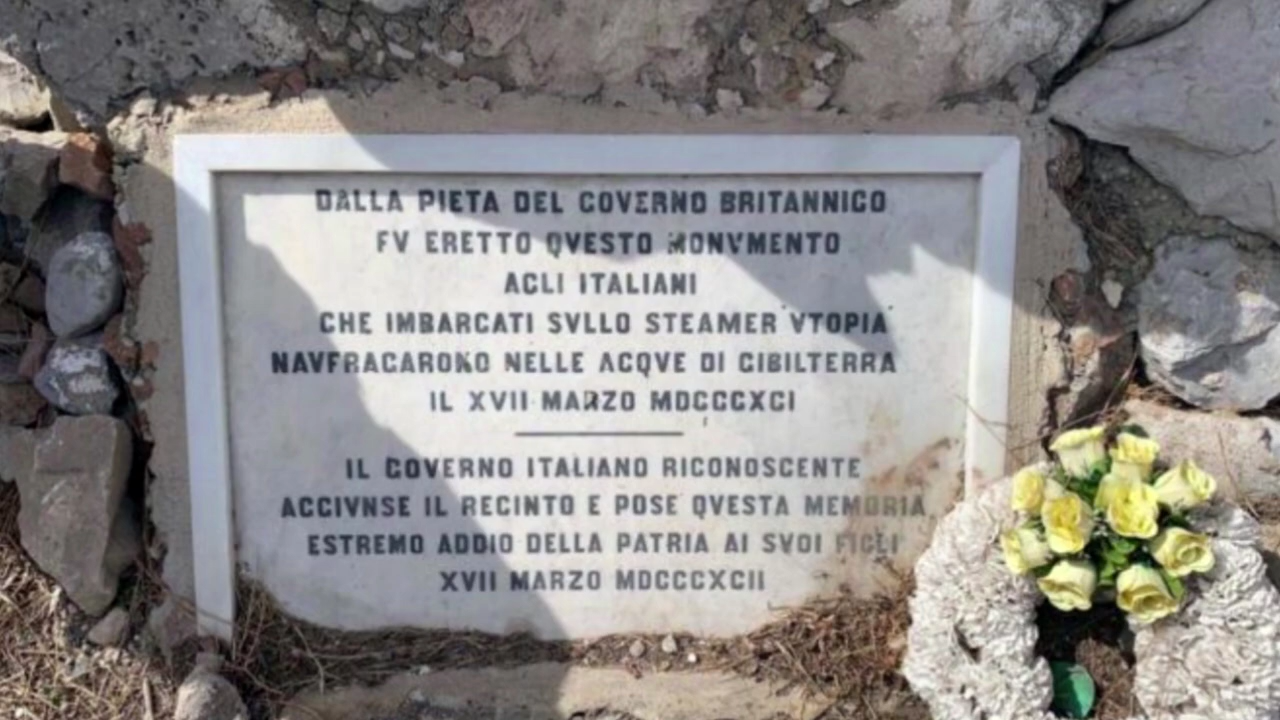 DALLA PIETA DEL GOVERNO BRITANNICO
FV ERETTO QVESTO MONVMENTO
AGLI ITALIANI
CHE IMBARCATI SVLLO STEAMER VTOPIA
NAVFRAGARONO NELLE ACQVE DI GIBILTERRA
IL XVII MARZO MDCCCXCI
IL GOVERNO ITALIANO RICONOSCENTE
AGGIVNSE IL RECINTO E POSE QVESTA MEMORIA
ESTREMO ADDIO DELLA PATRIA AI SVOI FIGLI
XVII MARZO MDCCCXCII